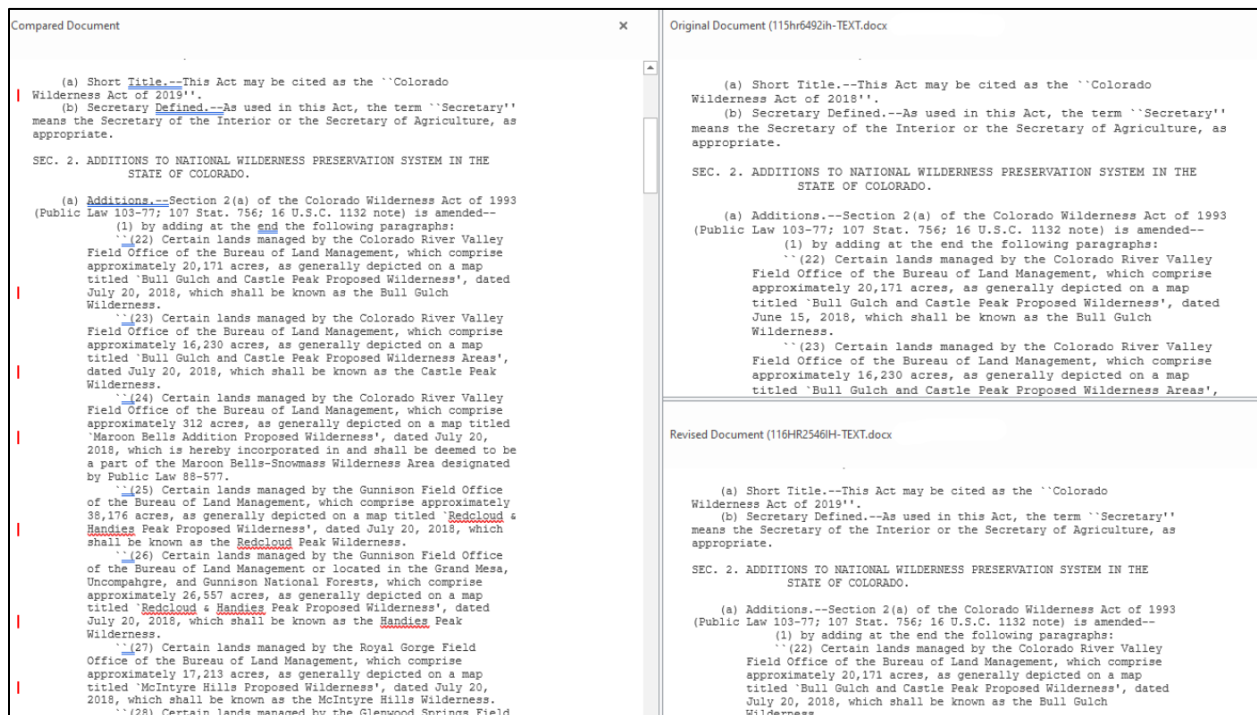 Compared Document
(a) Short Title.--This Act may be cited as the ``Colorado
Wilderness Act of 2019''.
(b) Secretary Defined.--As used in this Act, the term ``Secretary''
means the Secretary of the Interior or the Secretary of Agriculture, as
appropriate.
SEC. 2. ADDITIONS TO NATIONAL WILDERNESS PRESERVATION SYSTEM IN THE
STATE OF COLORADO.
(a) Additions.--Section 2(a) of the Colorado Wilderness Act of 1993
(Public Law 103-77; 107 Stat. 756; 16 U.S.C. 1132 note) is amended--
(1) by adding at the end the following paragraphs:
``(22) Certain lands managed by the Colorado River Valley
Field Office of the Bureau of Land Management, which comprise
approximately 20,171 acres, as generally depicted on a map
titled `Bull Gulch and Castle Peak Proposed Wilderness', dated
July 20, 2018, which shall be known as the Bull Gulch
Wilderness.
``(23) Certain lands managed by the Colorado River Valley
Field Office of the Bureau of Land Management, which comprise
approximately 16,230 acres, as generally depicted on a map
titled `Bull Gulch and Castle Peak Proposed Wilderness Areas',
dated July 20, 2018, which shall be known as the Castle Peak
Wilderness.
``(24) Certain lands managed by the Colorado River Valley
Field Office of the Bureau of Land Management, which comprise
approximately 312 acres, as generally depicted on a map titled
`Maroon Bells Addition Proposed Wilderness', dated July 20,
2018, which is hereby incorporated in and shall be deemed to be
a part of the Maroon Bells-Snowmass Wilderness Area designated
by Public Law 88-577.
``(25) Certain lands managed by the Gunnison Field Office
of the Bureau of Land Management, which comprise approximately
38,176 acres, as generally depicted on a map titled `Redcloud &
Handies Peak Proposed Wilderness', dated July 20, 2018, which
shall be known as the Redcloud Peak Wilderness.
``(26) Certain lands managed by the Gunnison Field Office
of the Bureau of Land Management or located in the Grand Mesa,
Uncompahgre, and Gunnison National Forests, which comprise
approximately 26,557 acres, as generally depicted on a map
titled `Redcloud & Handies Peak Proposed Wilderness', dated
July 20, 2018, which shall be known as the Handies Peak
Wilderness.
``(27) Certain lands managed by the Royal Gorge Field
Office of the Bureau of Land Management, which comprise
approximately 17,213 acres, as generally depicted on a map
titled `McIntyre Hills Proposed Wilderness', dated July 20,
2018, which shall be known as the McIntyre Hills Wilderness.
``(28) Certain lands managed by the Glenwood Springs Field
Original Document (115hr6492ih-TEXT.docx
(a) Short Title.--This Act may be cited as the ``Colorado
Wilderness Act of 2018''.
(b) Secretary Defined.--As used in this Act, the term ``Secretary''
means the Secretary of the Interior or the Secretary of Agriculture, as
appropriate.
SEC. 2. ADDITIONS TO NATIONAL WILDERNESS PRESERVATION SYSTEM IN THE
STATE OF COLORADO.
(a) Additions.--Section 2(a) of the Colorado Wilderness Act of 1993
(Public Law 103-77; 107 Stat. 756; 16 U.S.C. 1132 note) is amended--
(1) by adding at the end the following paragraphs:
``(22) Certain lands managed by the Colorado River Valley
Field Office of the Bureau of Land Management, which comprise
approximately 20,171 acres, as generally depicted on a map
titled `Bull Gulch and Castle Peak Proposed Wilderness', dated
June 15, 2018, which shall be known as the Bull Gulch
Wilderness.
``(23) Certain lands managed by the Colorado River Valley
Field Office of the Bureau of Land Management, which comprise
approximately 16,230 acres, as generally depicted on a map
titled `Bull Gulch and Castle Peak Proposed Wilderness Areas',
Revised Document (116HR2546IH-TEXT.docx
(a) Short Title.--This Act may be cited as the ``Colorado
Wilderness Act of 2019''.
(b) Secretary Defined.--As used in this Act, the term ``Secretary''
means the Secretary of the Interior or the Secretary of Agriculture, as
appropriate.
SEC. 2. ADDITIONS TO NATIONAL WILDERNESS PRESERVATION SYSTEM IN THE
STATE OF COLORADO.
(a) Additions.--Section 2(a) of the Colorado Wilderness Act of 1993
(Public Law 103-77; 107 Stat. 756; 16 U.S.C. 1132 note) is amended--
(1) by adding at the end the following paragraphs:
``(22) Certain lands managed by the Colorado River Valley
Field Office of the Bureau of Land Management, which comprise
approximately 20,171 acres, as generally depicted on a map
titled `Bull Gulch and Castle Peak Proposed Wilderness', dated
July 20, 2018, which shall be known as the Bull Gulch
Wilderness.